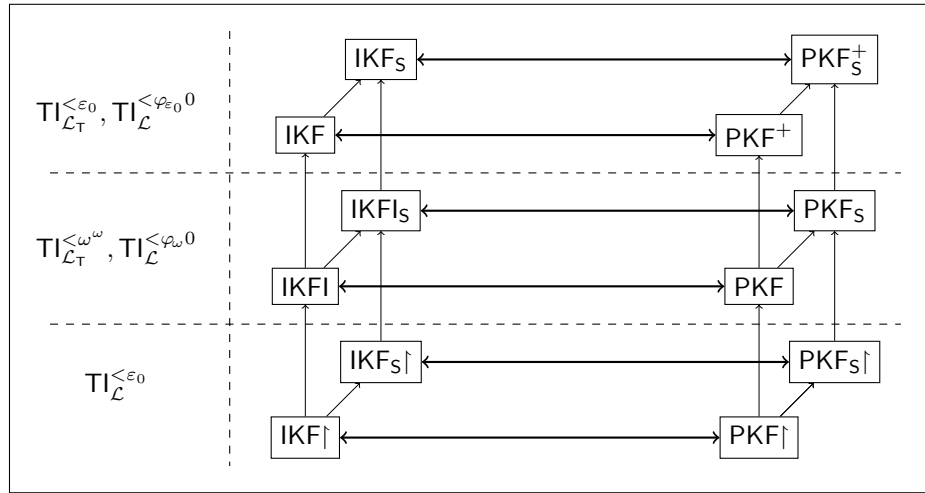 IKF_S PKF_S^+
TI_{L_T}^{<ε_0}, TI_L^{<φ_{ε_0}0}
IKF PKF^+
IKFI_S PKF_S
TI_{L_T}^{<ω^ω}, TI_L^{<φ_ω0}
IKFI PKF
IKF_S↾ PKF_S↾
TI_L^{<ε_0}
IKF↾ PKF↾